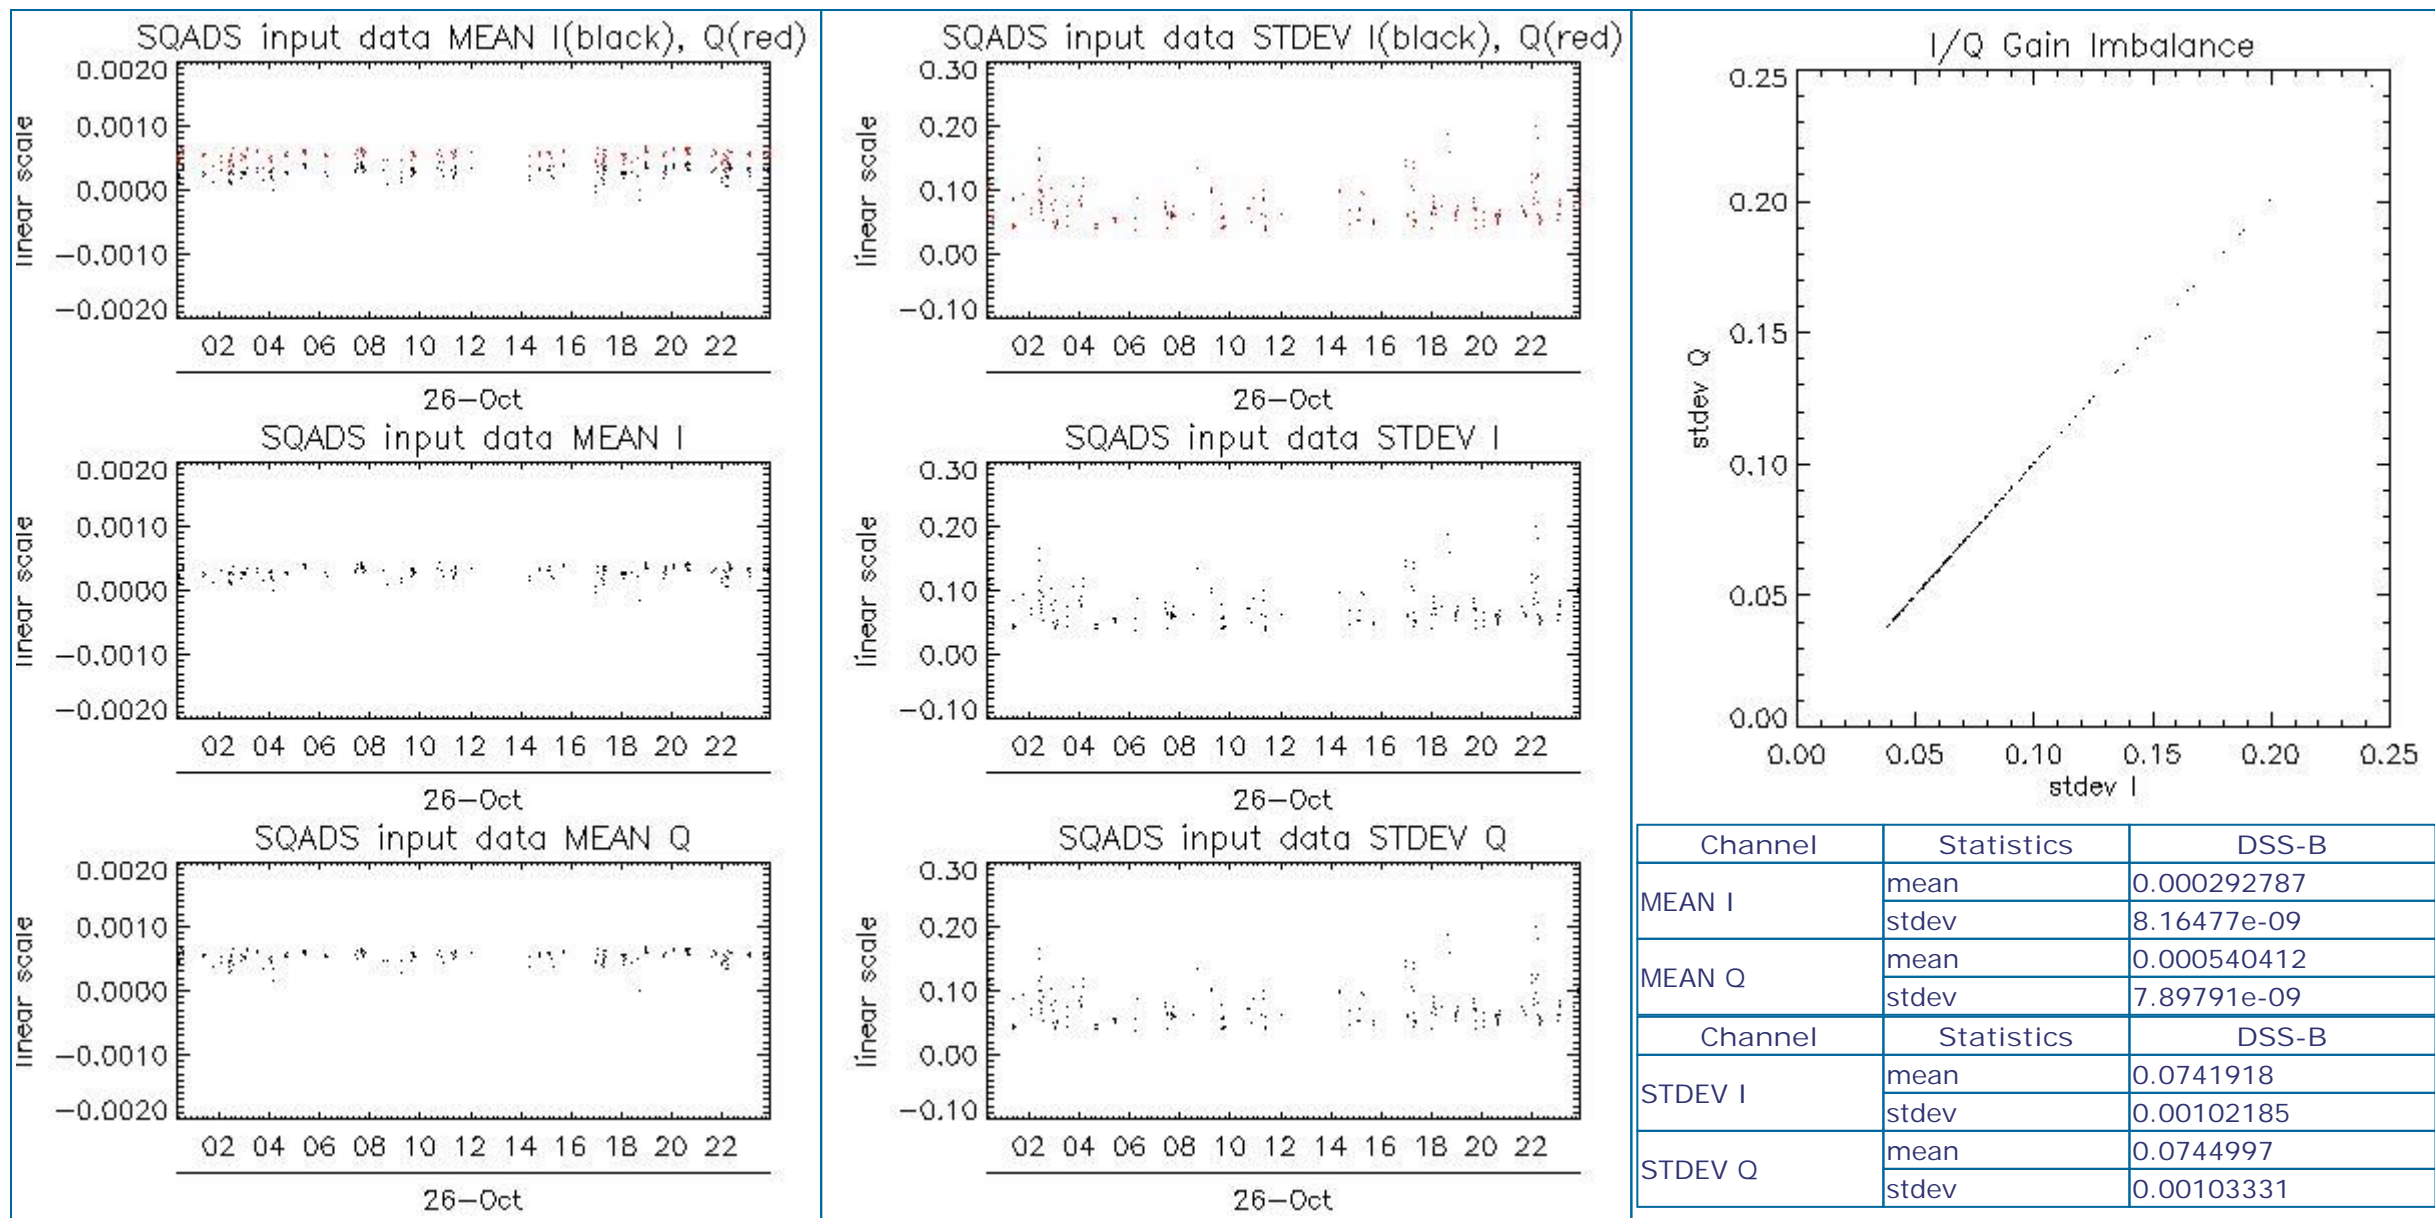 SQADS input data MEAN I(black), Q(red)
0.0020
0.0010
0.0000
−0.0010
−0.0020
linear scale
02 04 06 08 10 12 14 16 18 20 22
26−Oct
SQADS input data MEAN I
0.0020
0.0010
0.0000
−0.0010
−0.0020
linear scale
02 04 06 08 10 12 14 16 18 20 22
26−Oct
SQADS input data MEAN Q
0.0020
0.0010
0.0000
−0.0010
−0.0020
linear scale
02 04 06 08 10 12 14 16 18 20 22
26−Oct
SQADS input data STDEV I(black), Q(red)
0.30
0.20
0.10
0.00
−0.10
linear scale
02 04 06 08 10 12 14 16 18 20 22
26−Oct
SQADS input data STDEV I
0.30
0.20
0.10
0.00
−0.10
linear scale
02 04 06 08 10 12 14 16 18 20 22
26−Oct
SQADS input data STDEV Q
0.30
0.20
0.10
0.00
−0.10
linear scale
02 04 06 08 10 12 14 16 18 20 22
26−Oct
I/Q Gain Imbalance
0.25
0.20
0.15
0.10
0.05
0.00
stdev Q
0.00 0.05 0.10 0.15 0.20 0.25
stdev I
Channel Statistics DSS-B
MEAN I mean 0.000292787
stdev 8.16477e-09
MEAN Q mean 0.000540412
stdev 7.89791e-09
Channel Statistics DSS-B
STDEV I mean 0.0741918
stdev 0.00102185
STDEV Q mean 0.0744997
stdev 0.00103331